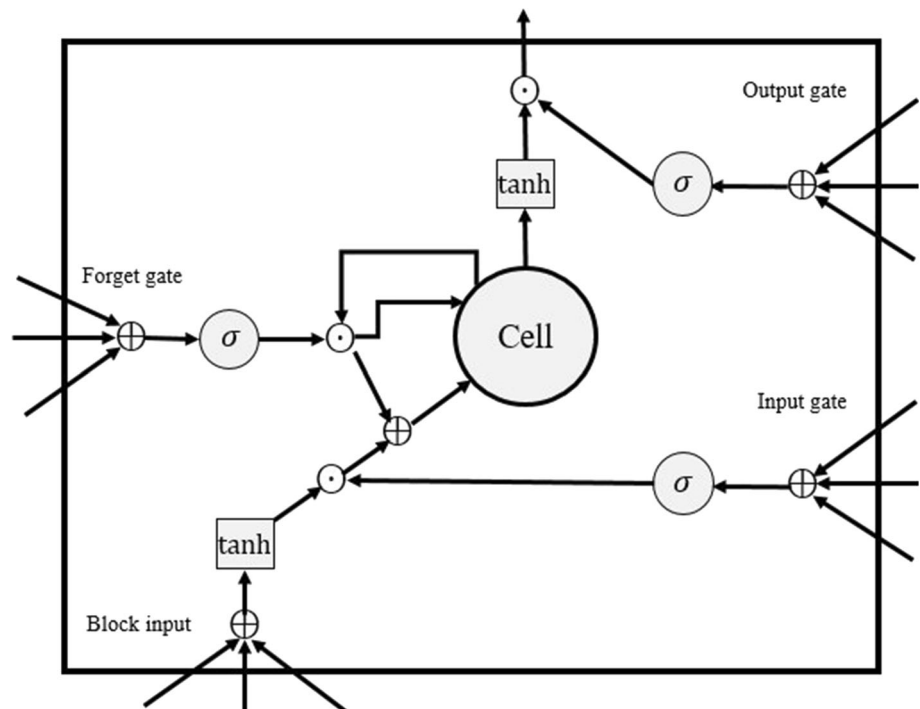 Output gate
tanh
σ
Forget gate
σ
Cell
Input gate
σ
tanh
Block input